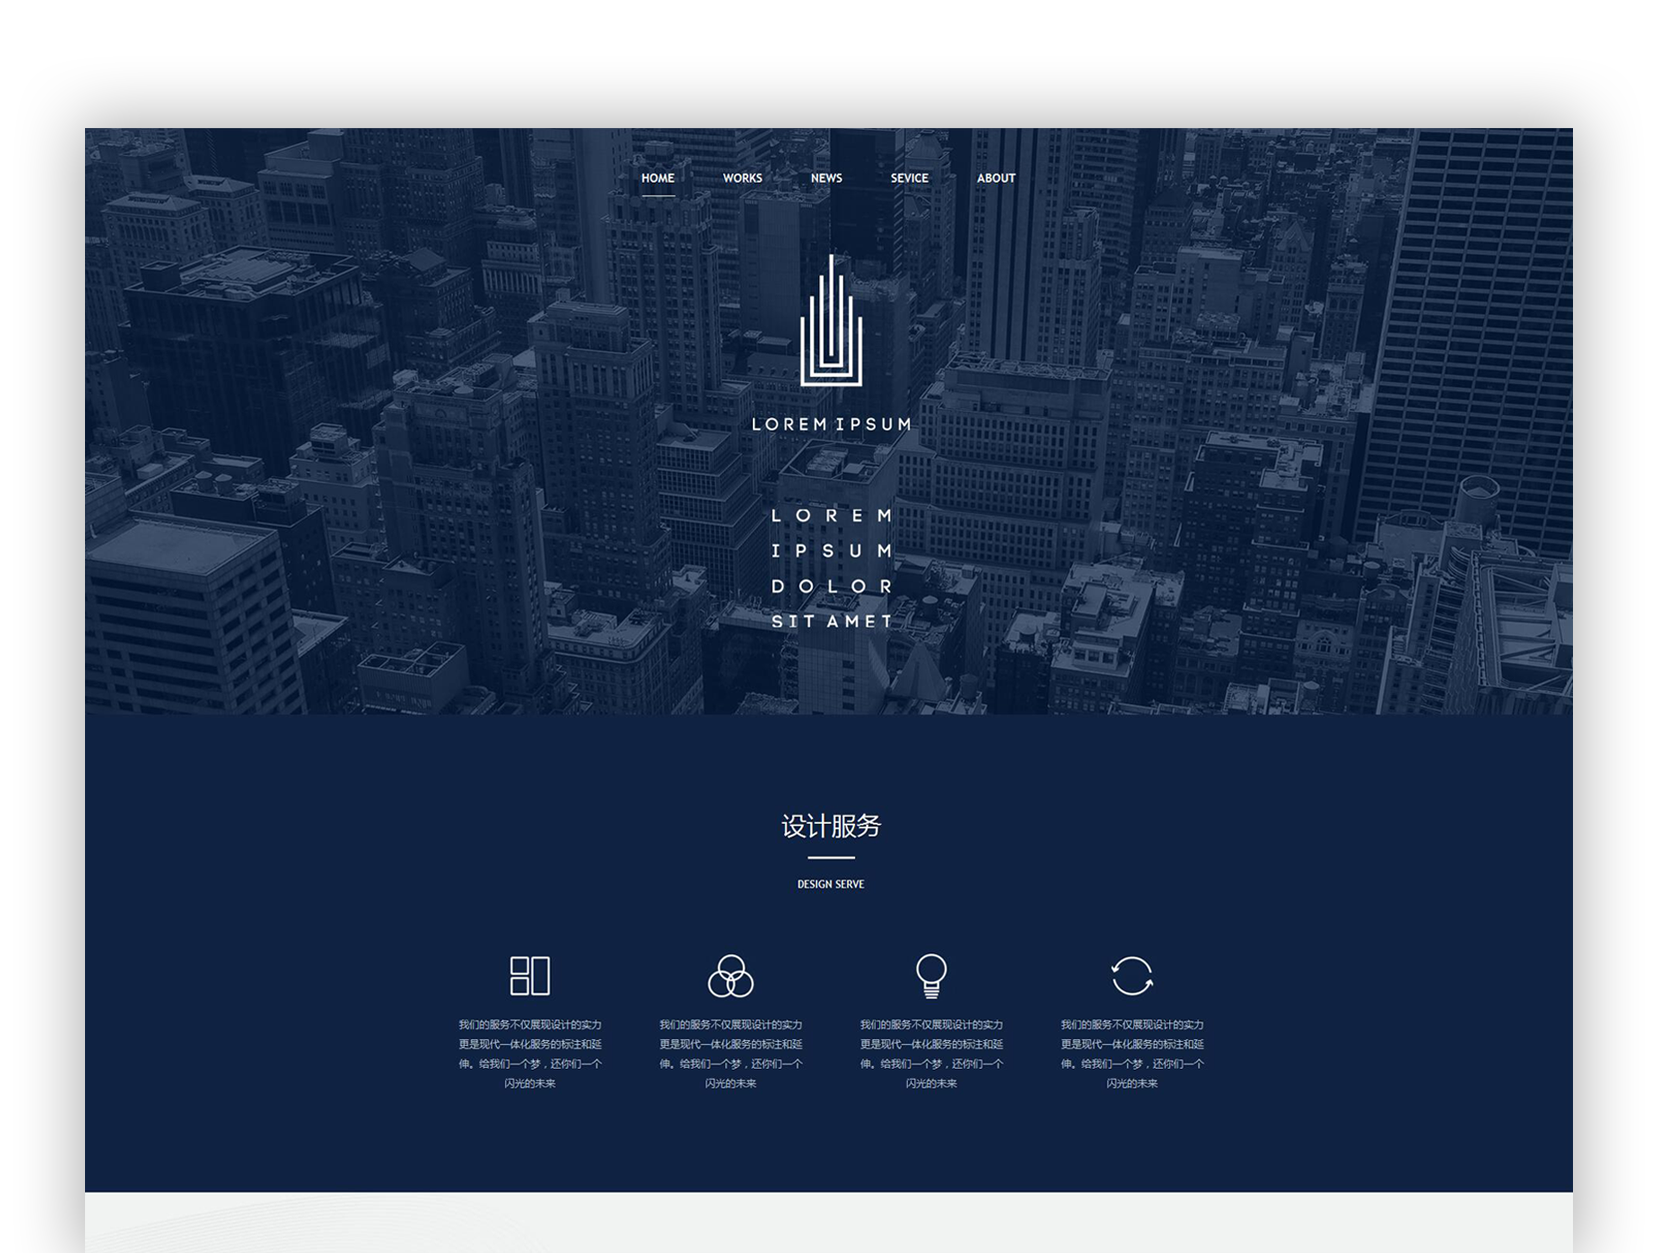 HOME WORKS NEWS SEVICE ABOUT
LOREM IPSUM
LOREM
IPSUM
DOLOR
SIT AMET
设计服务
DESIGN SERVE
我们的服务不仅展现设计的实力
更是现代一体化服务的标注和延
伸。给我们一个梦，还你们一个
闪光的未来
我们的服务不仅展现设计的实力
更是现代一体化服务的标注和延
伸。给我们一个梦，还你们一个
闪光的未来
我们的服务不仅展现设计的实力
更是现代一体化服务的标注和延
伸。给我们一个梦，还你们一个
闪光的未来
我们的服务不仅展现设计的实力
更是现代一体化服务的标注和延
伸。给我们一个梦，还你们一个
闪光的未来